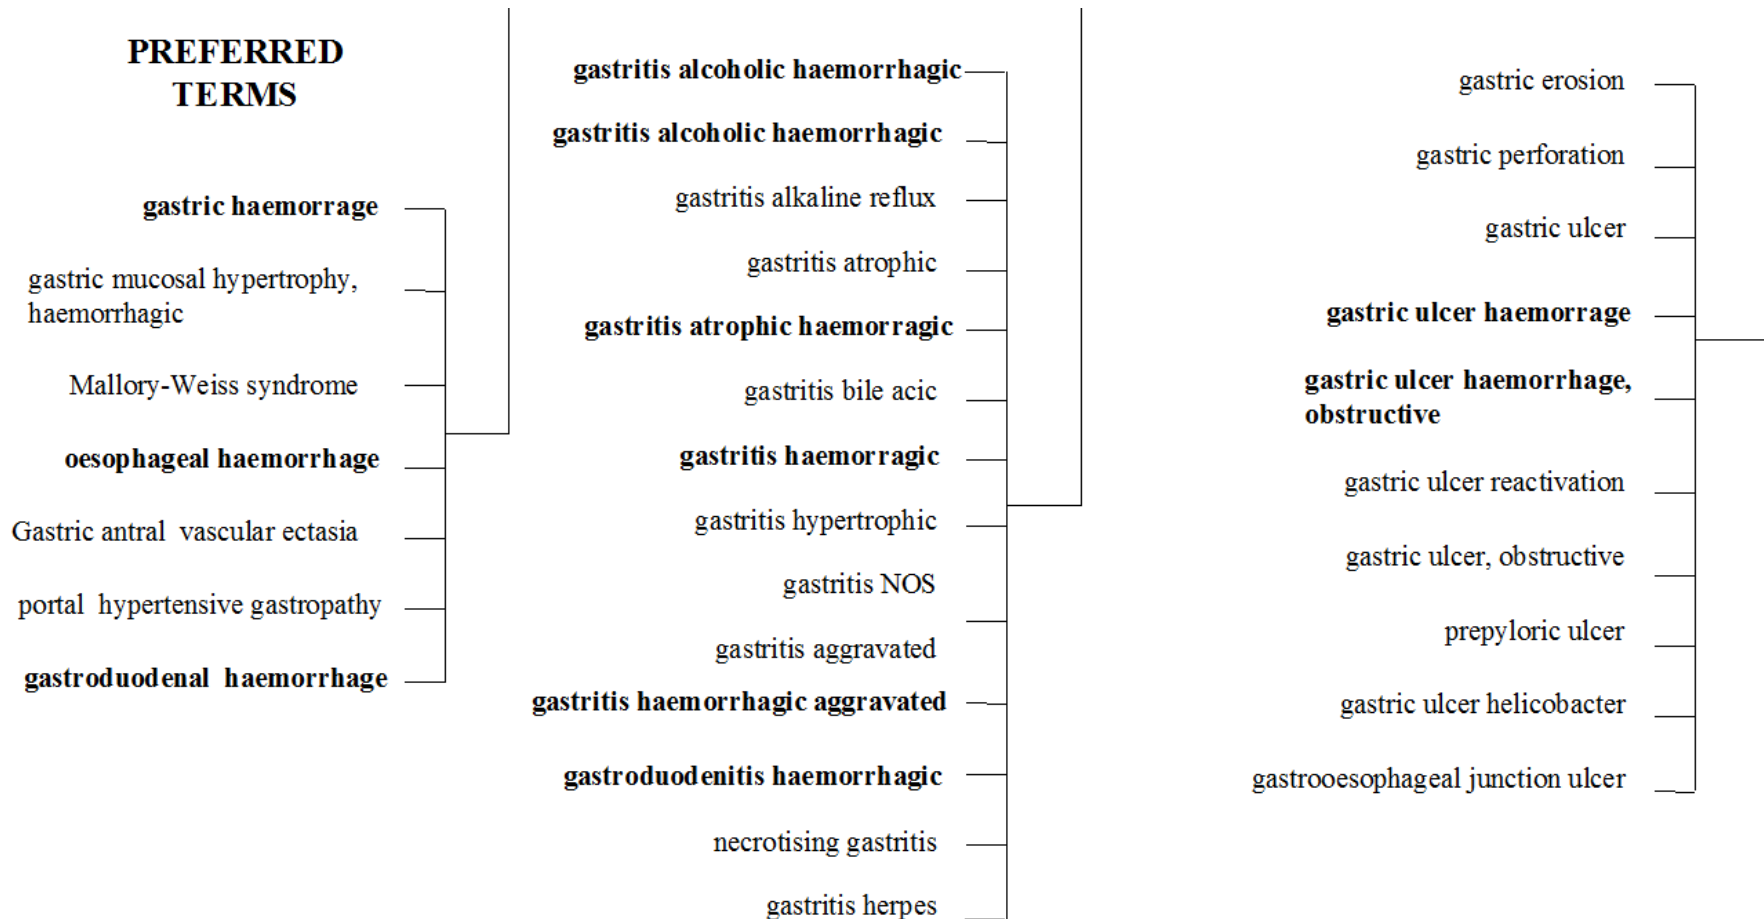 PREFERRED
TERMS
gastric haemorrage
gastric mucosal hypertrophy,
haemorrhagic
Mallory-Weiss syndrome
oesophageal haemorrhage
Gastric antral vascular ectasia
portal hypertensive gastropathy
gastroduodenal haemorrhage
gastritis alcoholic haemorrhagic
gastritis alcoholic haemorrhagic
gastritis alkaline reflux
gastritis atrophic
gastritis atrophic haemorragic
gastritis bile acic
gastritis haemorragic
gastritis hypertrophic
gastritis NOS
gastritis aggravated
gastritis haemorrhagic aggravated
gastroduodenitis haemorrhagic
necrotising gastritis
gastritis herpes
gastric erosion
gastric perforation
gastric ulcer
gastric ulcer haemorrage
gastric ulcer haemorrhage,
obstructive
gastric ulcer reactivation
gastric ulcer, obstructive
prepyloric ulcer
gastric ulcer helicobacter
gastrooesophageal junction ulcer